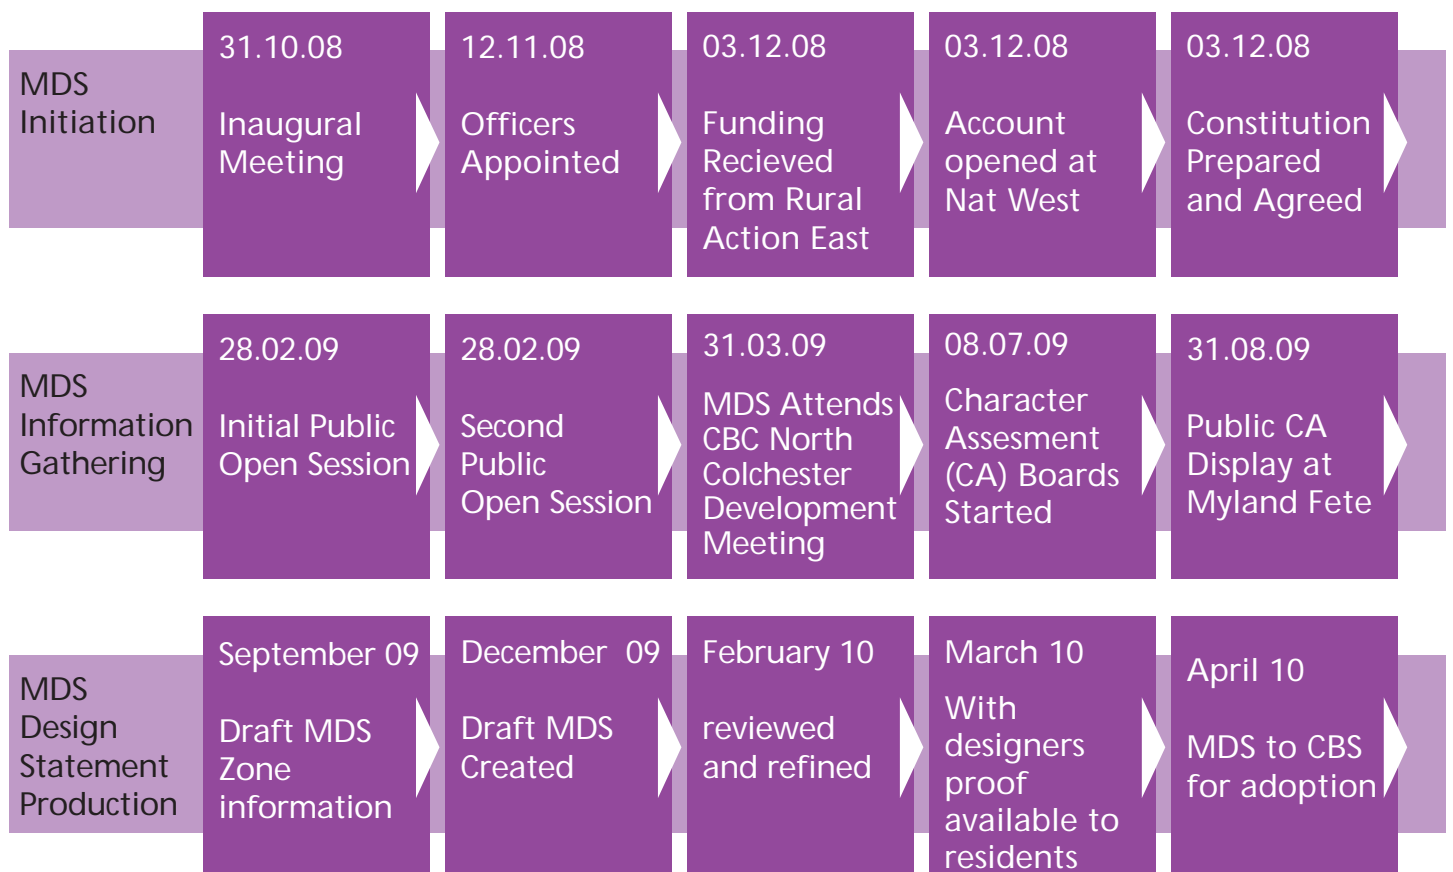 MDS
Initiation
31.10.08
Inaugural
Meeting
12.11.08
Officers
Appointed
03.12.08
Funding
Recieved
from Rural
Action East
03.12.08
Account
opened at
Nat West
03.12.08
Constitution
Prepared
and Agreed
MDS
Information
Gathering
28.02.09
Initial Public
Open Session
28.02.09
Second
Public
Open Session
31.03.09
MDS Attends
CBC North
Colchester
Development
Meeting
08.07.09
Character
Assesment
(CA) Boards
Started
31.08.09
Public CA
Display at
Myland Fete
MDS
Design
Statement
Production
September 09
Draft MDS
Zone
information
December 09
Draft MDS
Created
February 10
reviewed
and refined
March 10
With
designers
proof
available to
residents
April 10
MDS to CBS
for adoption